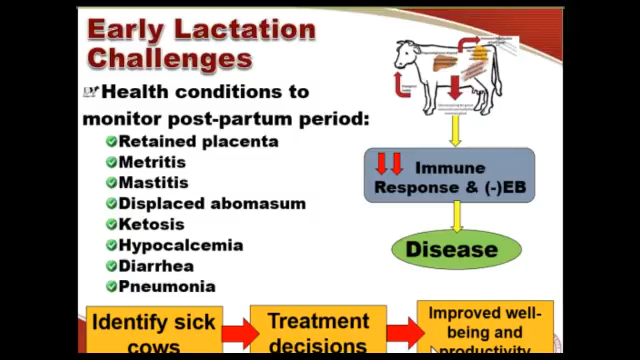 Early Lactation
Challenges
Health conditions to
monitor post-partum period:
Retained placenta
Metritis
Mastitis
Displaced abomasum
Ketosis
Hypocalcemia
Diarrhea
Pneumonia
Immune
Response & (-)EB
Disease
Identify sick
cows
Treatment
decisions
Improved well-
being and
productivity